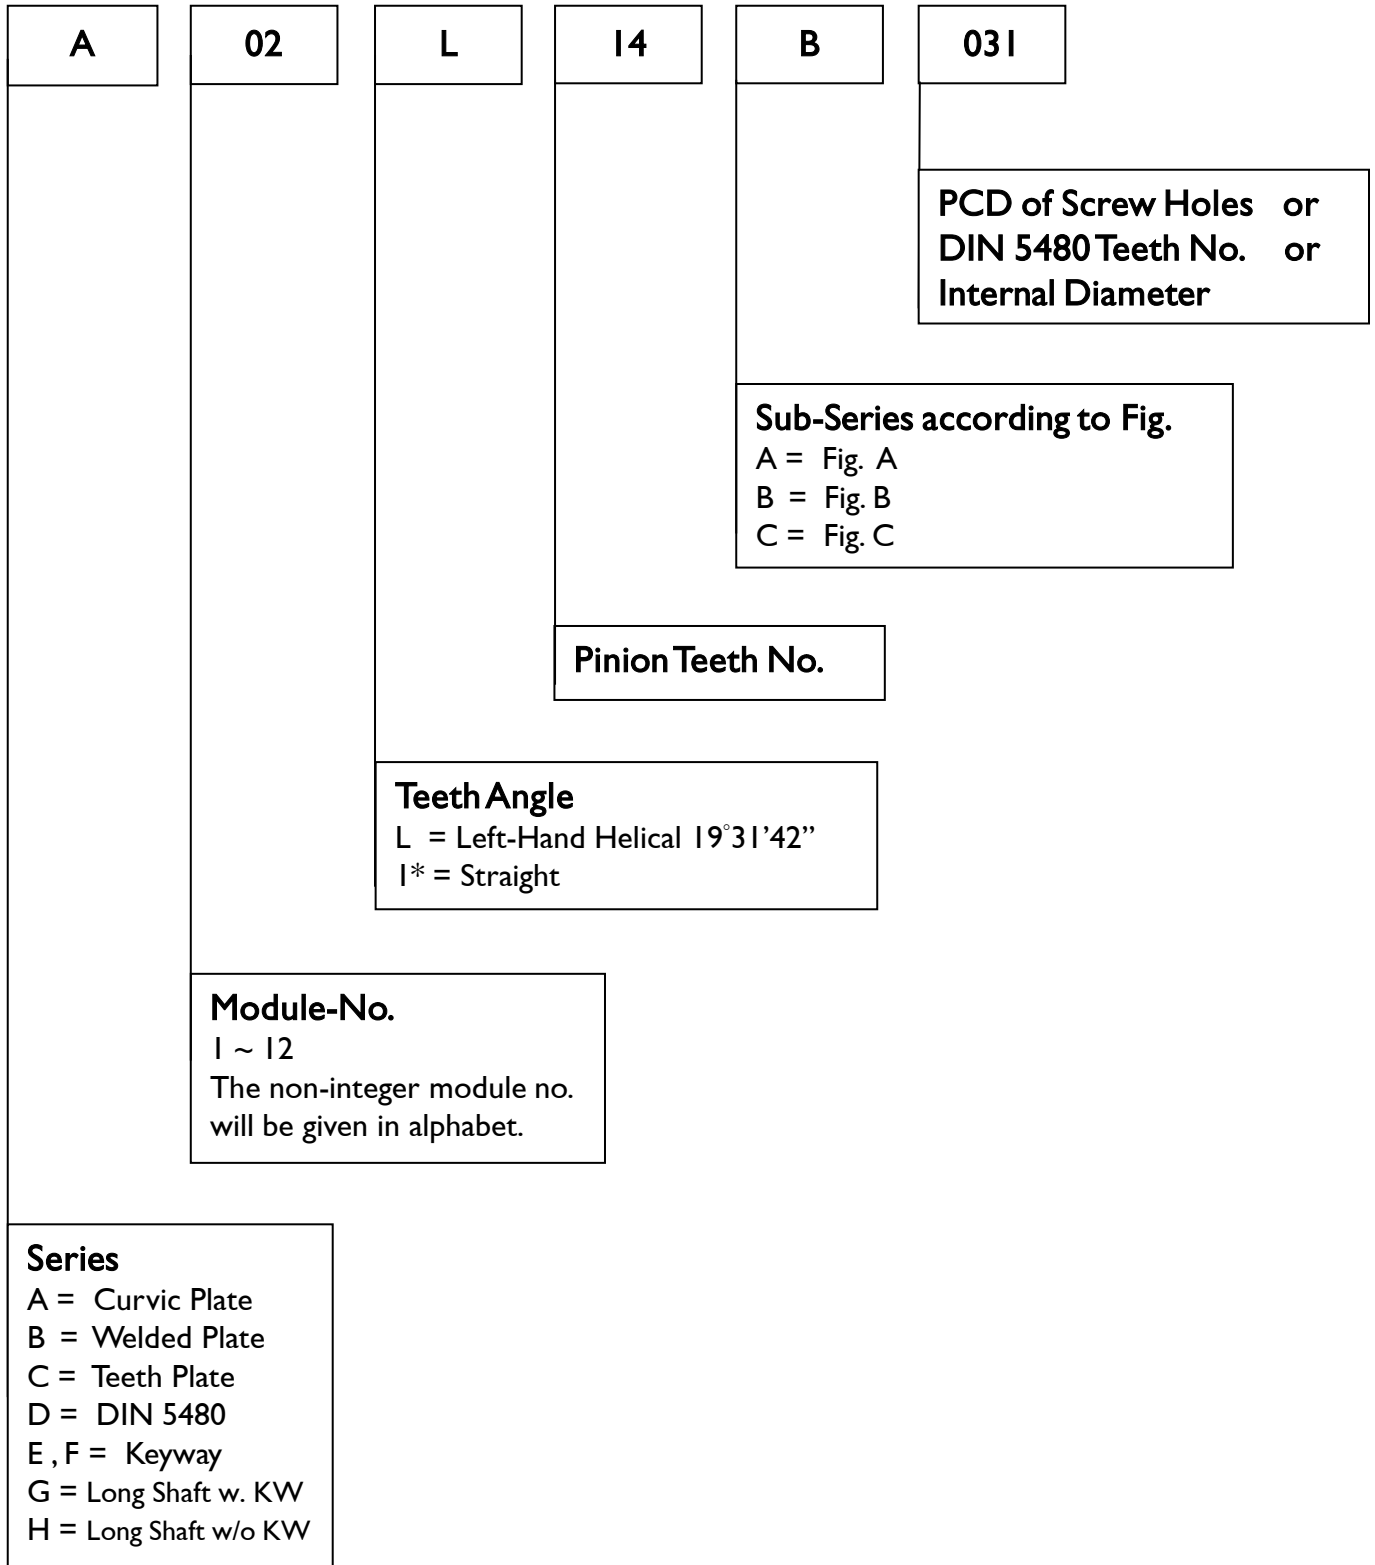 A 02 L 14 B 031
PCD of Screw Holes or
DIN 5480 Teeth No. or
Internal Diameter
Sub-Series according to Fig.
A = Fig. A
B = Fig. B
C = Fig. C
Pinion Teeth No.
Teeth Angle
L = Left-Hand Helical 19°31’42”
1* = Straight
Module-No.
1 ~ 12
The non-integer module no.
will be given in alphabet.
Series
A = Curvic Plate
B = Welded Plate
C = Teeth Plate
D = DIN 5480
E , F = Keyway
G = Long Shaft w. KW
H = Long Shaft w/o KW